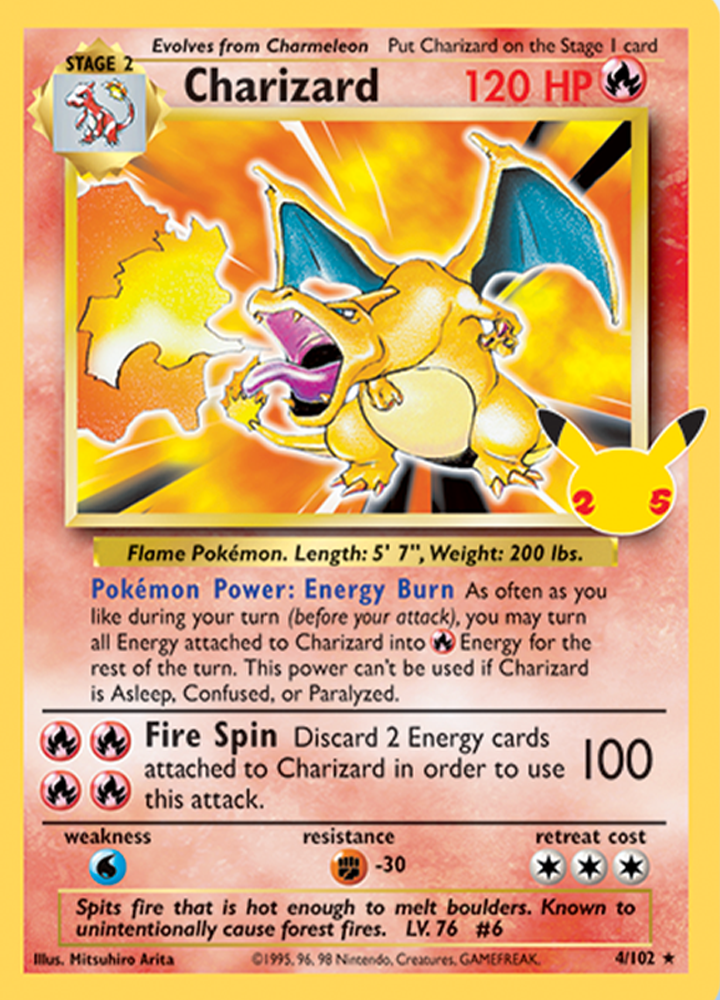 Evolves from Charmeleon Put Charizard on the Stage 1 card
STAGE 2
Charizard 120 HP
2 5
Flame Pokémon. Length: 5' 7", Weight: 200 lbs.
Pokémon Power: Energy Burn As often as you
like during your turn (before your attack), you may turn
all Energy attached to Charizard into Energy for the
rest of the turn. This power can't be used if Charizard
is Asleep, Confused, or Paralyzed.
Fire Spin Discard 2 Energy cards
attached to Charizard in order to use 100
this attack.
weakness resistance retreat cost
-30
Spits fire that is hot enough to melt boulders. Known to
unintentionally cause forest fires. LV. 76 #6
Illus. Mitsuhiro Arita ©1995, 96, 98 Nintendo, Creatures, GAMEFREAK. 4/102 ★